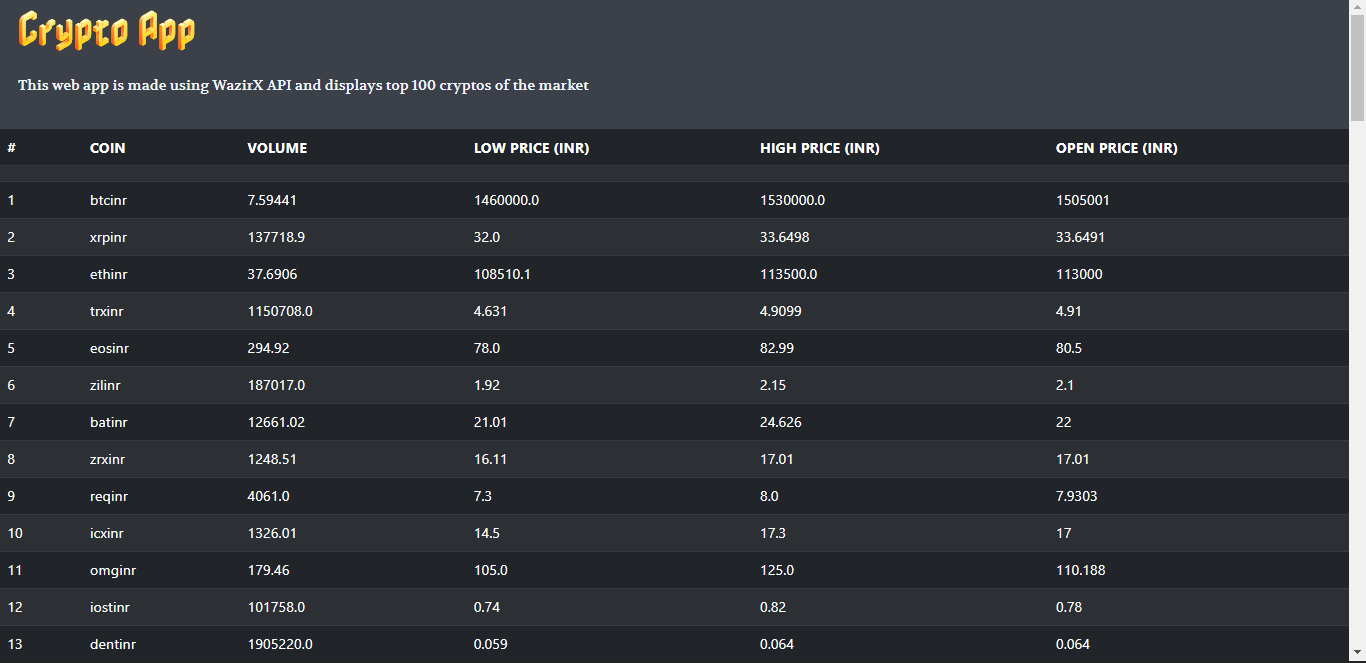 Crypto App
This web app is made using WazirX API and displays top 100 cryptos of the market
# COIN VOLUME LOW PRICE (INR) HIGH PRICE (INR) OPEN PRICE (INR)
1 btcinr 7.59441 1460000.0 1530000.0 1505001
2 xrpinr 137718.9 32.0 33.6498 33.6491
3 ethinr 37.6906 108510.1 113500.0 113000
4 trxinr 1150708.0 4.631 4.9099 4.91
5 eosinr 294.92 78.0 82.99 80.5
6 zilinr 187017.0 1.92 2.15 2.1
7 batinr 12661.02 21.01 24.626 22
8 zrxinr 1248.51 16.11 17.01 17.01
9 reqinr 4061.0 7.3 8.0 7.9303
10 icxinr 1326.01 14.5 17.3 17
11 omginr 179.46 105.0 125.0 110.188
12 iostinr 101758.0 0.74 0.82 0.78
13 dentinr 1905220.0 0.059 0.064 0.064